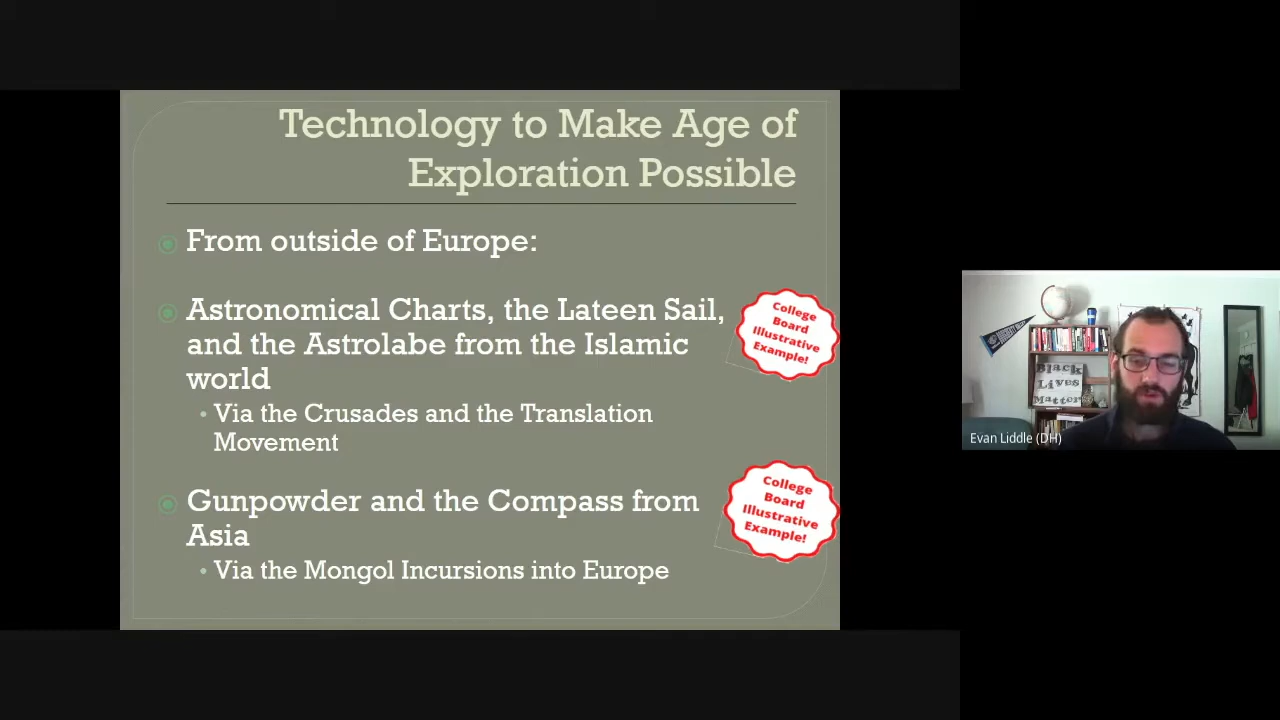 Technology to Make Age of
Exploration Possible
From outside of Europe:
Astronomical Charts, the Lateen Sail,
and the Astrolabe from the Islamic
world
College
Board
Illustrative
Example!
• Via the Crusades and the Translation
Movement
Gunpowder and the Compass from
Asia
College
Board
Illustrative
Example!
• Via the Mongol Incursions into Europe
Black
Lives
Matter
Evan Liddle (DH)